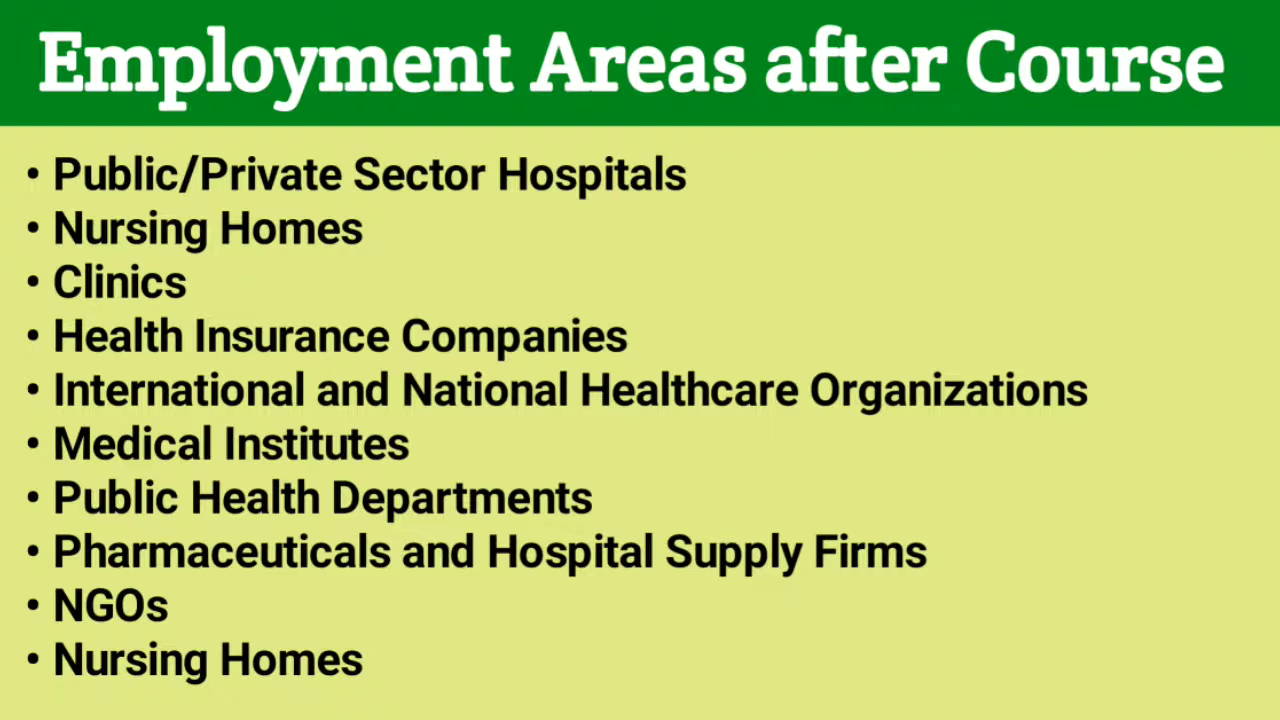 Employment Areas after Course
• Public/Private Sector Hospitals
• Nursing Homes
• Clinics
• Health Insurance Companies
• International and National Healthcare Organizations
• Medical Institutes
• Public Health Departments
• Pharmaceuticals and Hospital Supply Firms
• NGOs
• Nursing Homes